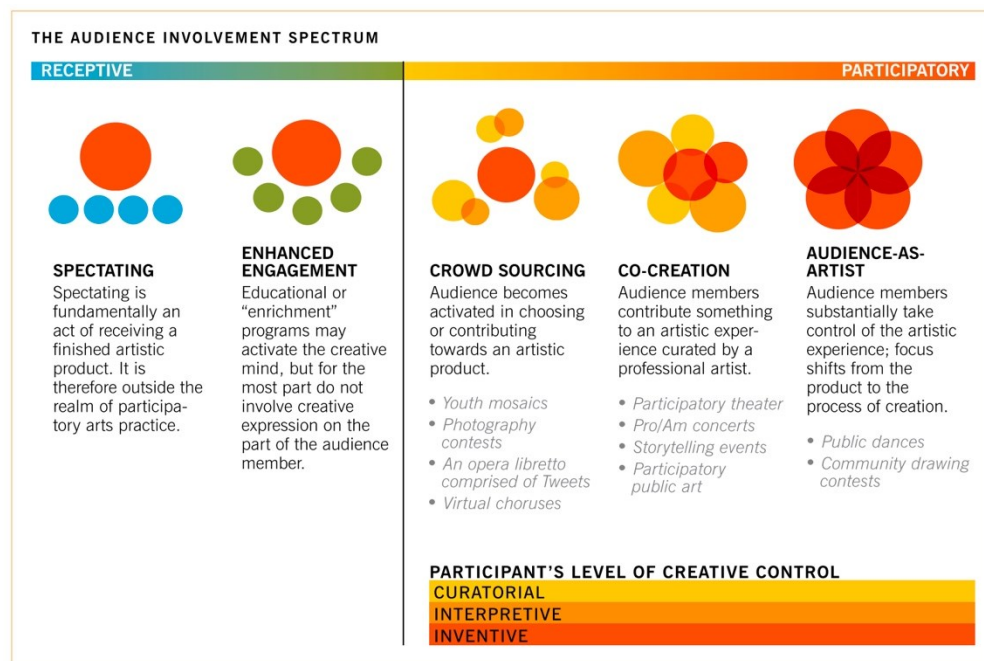 THE AUDIENCE INVOLVEMENT SPECTRUM
RECEPTIVE
PARTICIPATORY
SPECTATING
Spectating is
fundamentally an
act of receiving a
finished artistic
product. It is
therefore outside the
realm of participa-
tory arts practice.
ENHANCED
ENGAGEMENT
Educational or
“enrichment”
programs may
activate the creative
mind, but for the
most part do not
involve creative
expression on the
part of the audience
member.
CROWD SOURCING
Audience becomes
activated in choosing
or contributing
towards an artistic
product.
• Youth mosaics
• Photography
contests
• An opera libretto
comprised of Tweets
• Virtual choruses
CO-CREATION
Audience members
contribute something
to an artistic exper-
ience curated by a
professional artist.
• Participatory theater
• Pro/Am concerts
• Storytelling events
• Participatory
public art
AUDIENCE-AS-
ARTIST
Audience members
substantially take
control of the artistic
experience; focus
shifts from the
product to the
process of creation.
• Public dances
• Community drawing
contests
PARTICIPANT’S LEVEL OF CREATIVE CONTROL
CURATORIAL
INTERPRETIVE
INVENTIVE